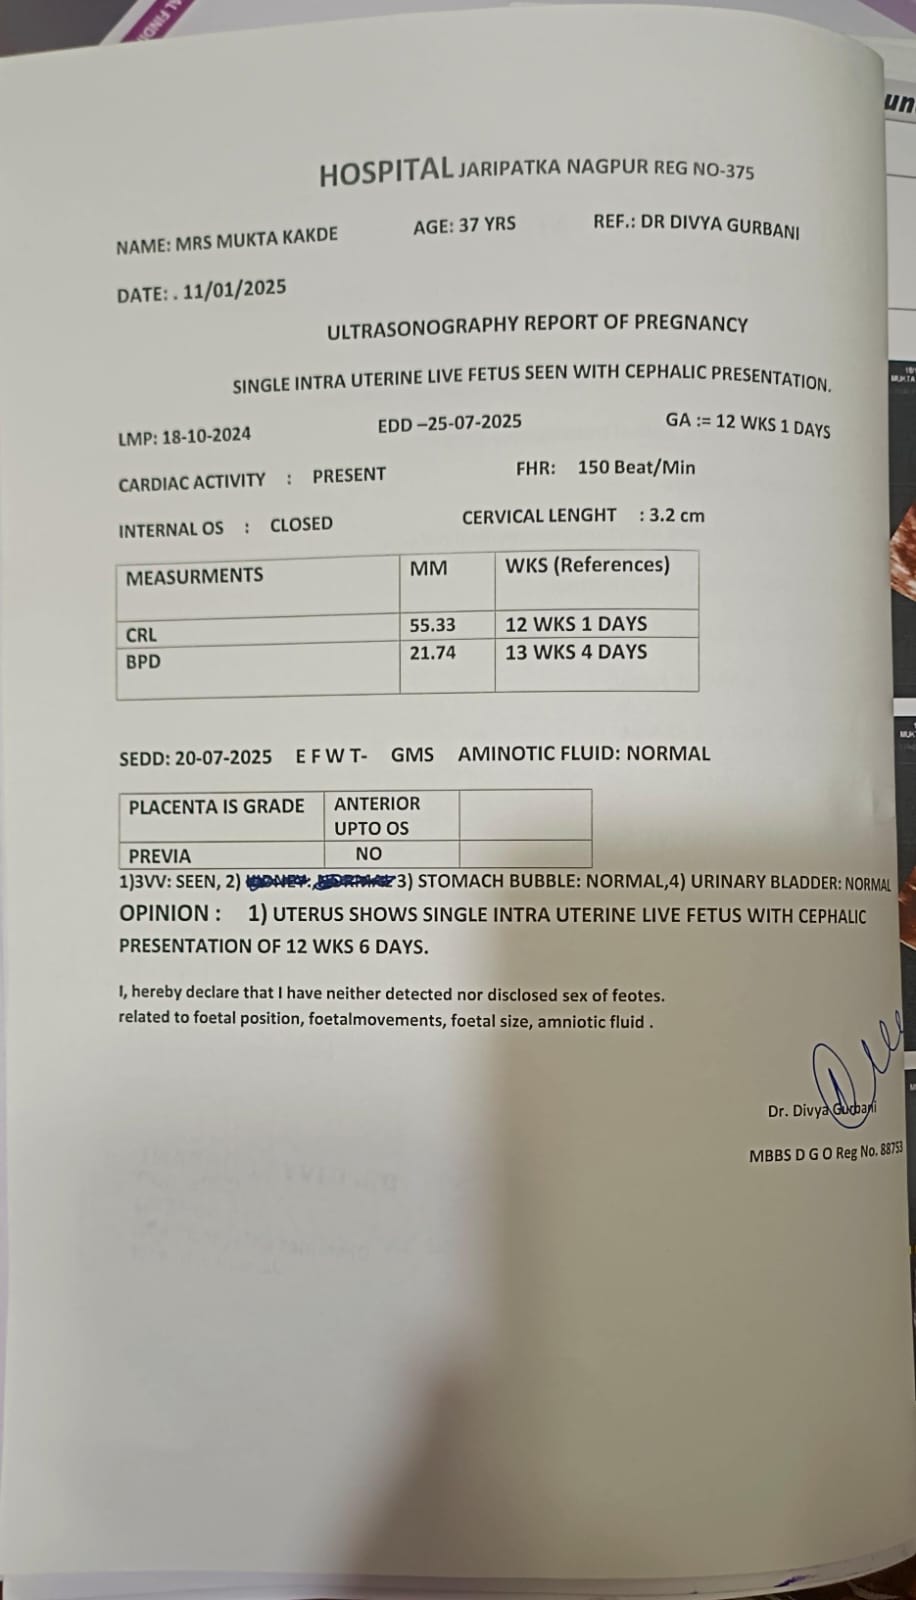 AL FINDI
un
HOSPITAL JARIPATKA NAGPUR REG NO-375
NAME: MRS MUKTA KAKDE AGE: 37 YRS REF.: DR DIVYA GURBANI
DATE: . 11/01/2025
ULTRASONOGRAPHY REPORT OF PREGNANCY
SINGLE INTRA UTERINE LIVE FETUS SEEN WITH CEPHALIC PRESENTATION.
LMP: 18-10-2024 EDD –25-07-2025 GA := 12 WKS 1 DAYS
CARDIAC ACTIVITY : PRESENT FHR: 150 Beat/Min
INTERNAL OS : CLOSED CERVICAL LENGHT : 3.2 cm
MEASURMENTS MM WKS (References)
CRL 55.33 12 WKS 1 DAYS
BPD 21.74 13 WKS 4 DAYS
SEDD: 20-07-2025 E F W T- GMS AMINOTIC FLUID: NORMAL
PLACENTA IS GRADE ANTERIOR
UPTO OS
PREVIA NO
1)3VV: SEEN, 2) 3) STOMACH BUBBLE: NORMAL,4) URINARY BLADDER: NORMAL
OPINION : 1) UTERUS SHOWS SINGLE INTRA UTERINE LIVE FETUS WITH CEPHALIC
PRESENTATION OF 12 WKS 6 DAYS.
I, hereby declare that I have neither detected nor disclosed sex of feotes.
related to foetal position, foetalmovements, foetal size, amniotic fluid .
Dr. Divya Gurbani
MBBS D G O Reg No. 88753